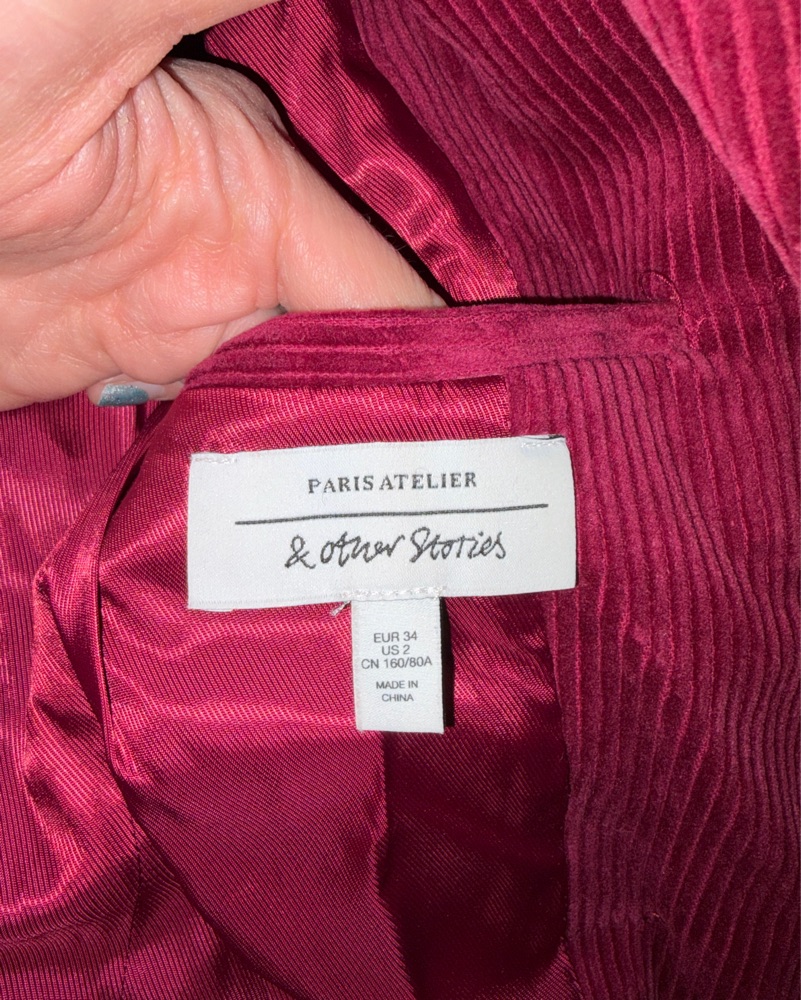 PARIS ATELIER
& other Stories
EUR 34
US 2
CN 160/80A
MADE IN
CHINA